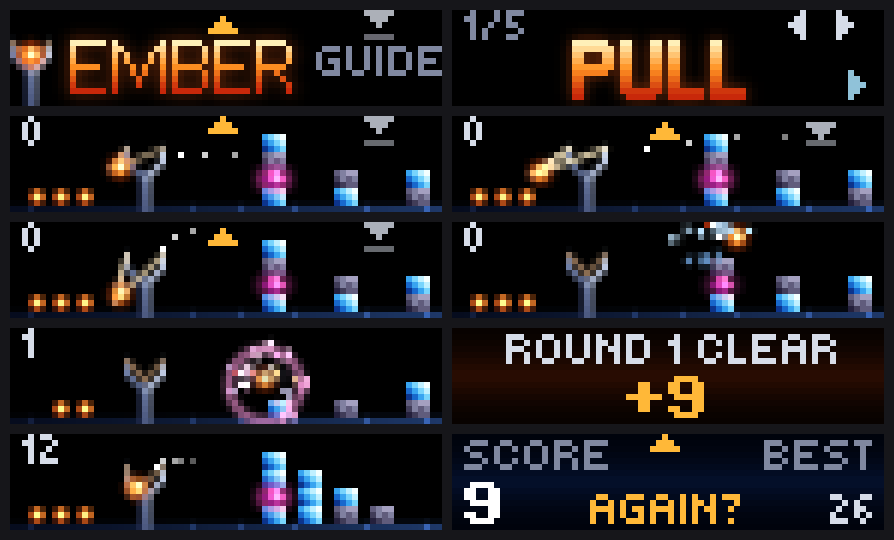 EMBER GUIDE
1/5
PULL
0
0
0
0
1
ROUND 1 CLEAR
+9
12
SCORE BEST
9 AGAIN? 26